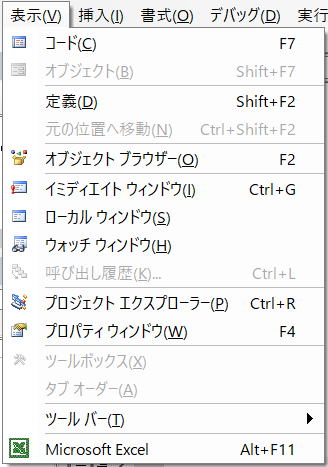 表示(V) 挿入(I) 書式(O) デバッグ(D) 実行
コード(C) F7
オブジェクト(B) Shift+F7
定義(D) Shift+F2
元の位置へ移動(N) Ctrl+Shift+F2
オブジェクト ブラウザー(O) F2
イミディエイト ウィンドウ(I) Ctrl+G
ローカル ウィンドウ(S)
ウォッチ ウィンドウ(H)
呼び出し履歴(K)... Ctrl+L
プロジェクト エクスプローラー(P) Ctrl+R
プロパティ ウィンドウ(W) F4
ツールボックス(X)
タブ オーダー(A)
ツール バー(T)
Microsoft Excel Alt+F11